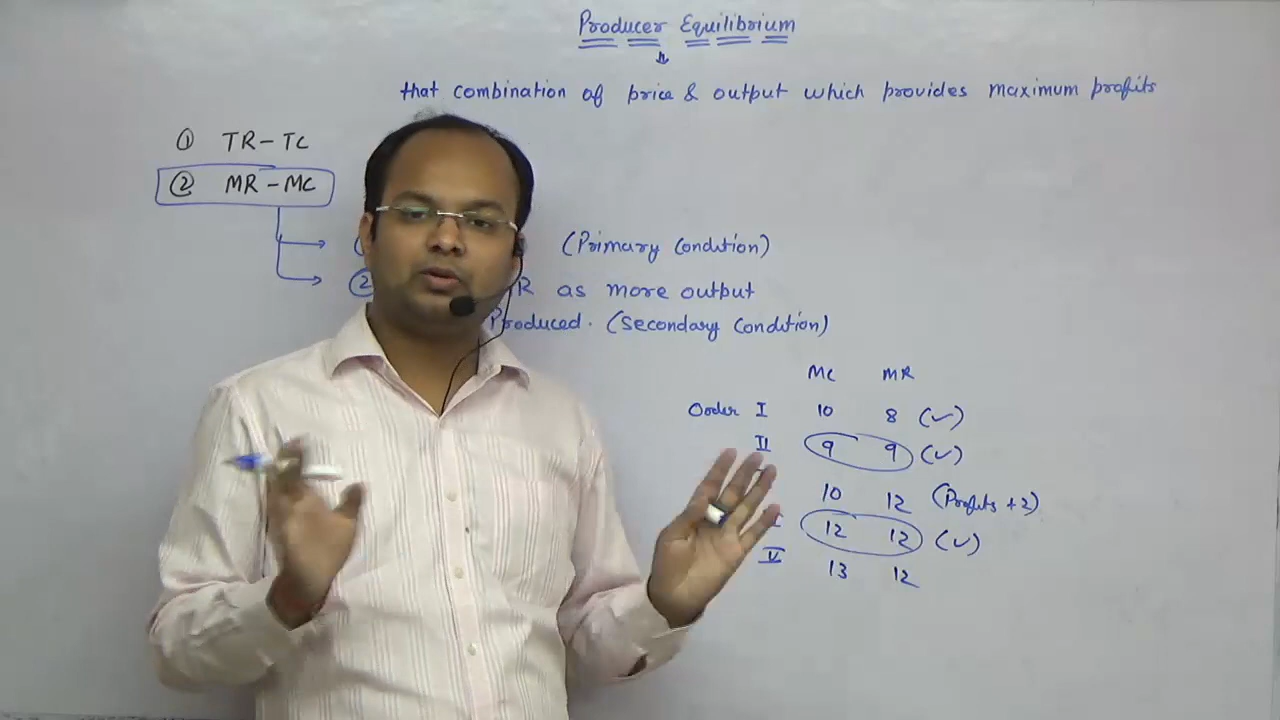 Producer Equilibrium
that combination of price & output which provides maximum profits
① TR - TC
② MR - MC
(Primary Condition)
② R as more output
Produced. (Secondary Condition)
MC MR
Order I 10 8 (✓)
II 9 9 (✓)
10 12 (Profits +2)
12 12 (✓)
V 13 12